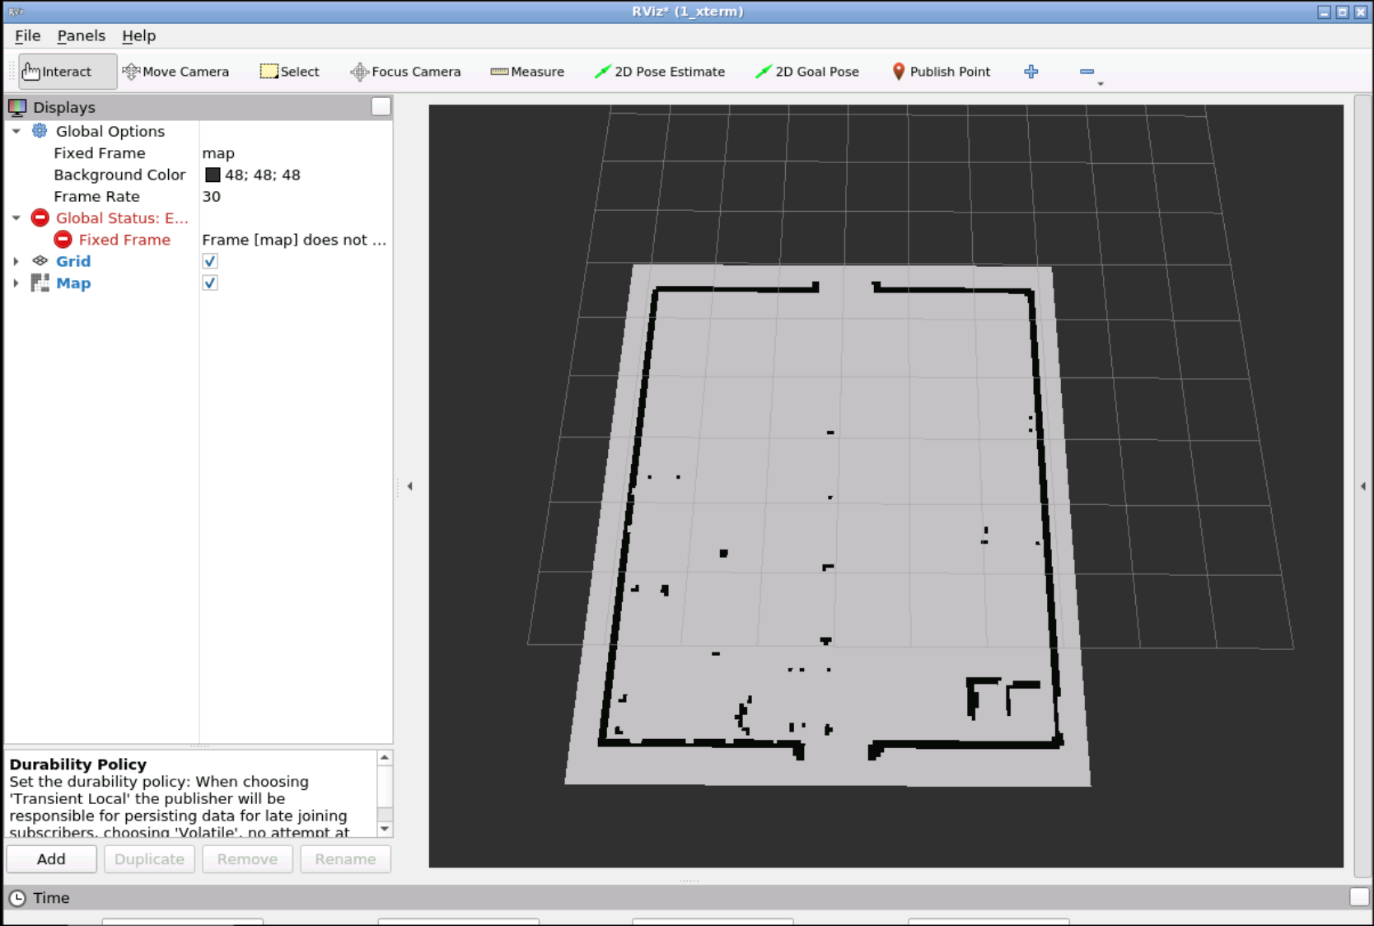 RViz* (1_xterm)
File Panels Help
Interact Move Camera Select Focus Camera Measure 2D Pose Estimate 2D Goal Pose Publish Point
Displays
Global Options
Fixed Frame map
Background Color 48; 48; 48
Frame Rate 30
Global Status: E...
Fixed Frame Frame [map] does not ...
Grid
Map
Durability Policy
Set the durability policy: When choosing
'Transient Local' the publisher will be
responsible for persisting data for late joining
subscribers, choosing 'Volatile', no attempt at
Add Duplicate Remove Rename
Time